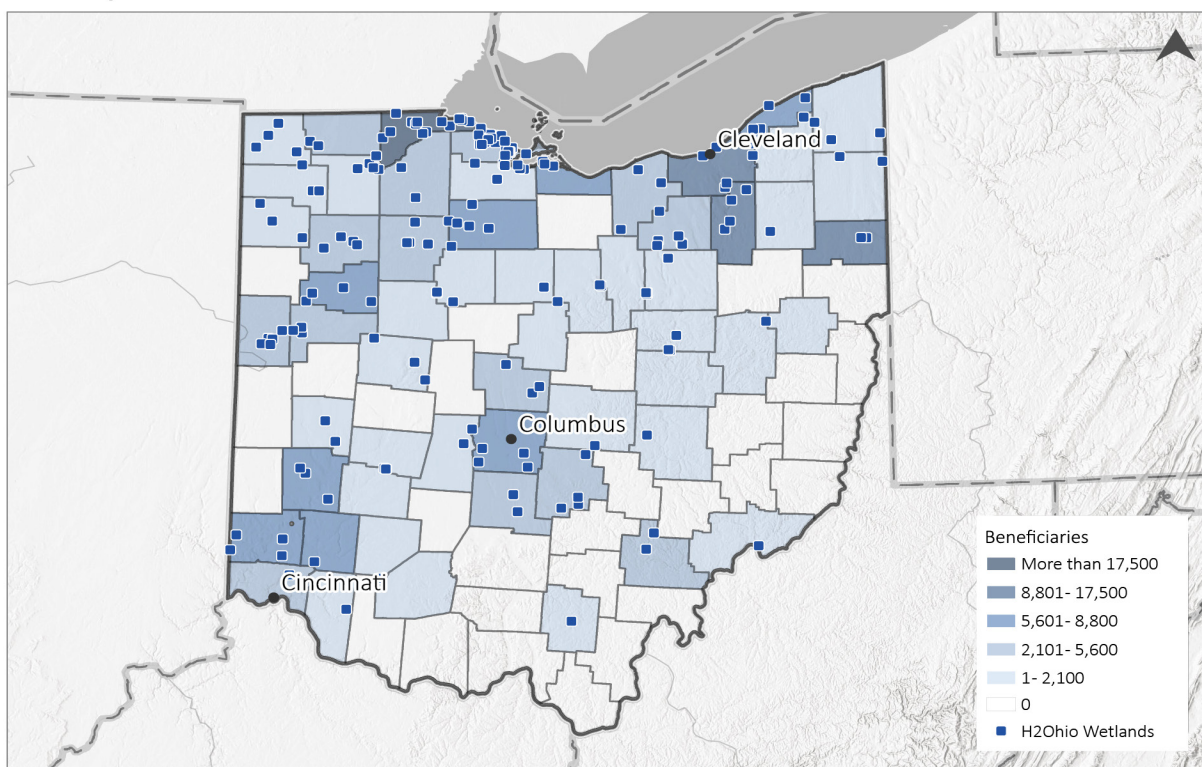 Cleveland
Columbus
Cincinnati
Beneficiaries
More than 17,500
8,801- 17,500
5,601- 8,800
2,101- 5,600
1- 2,100
0
H2Ohio Wetlands